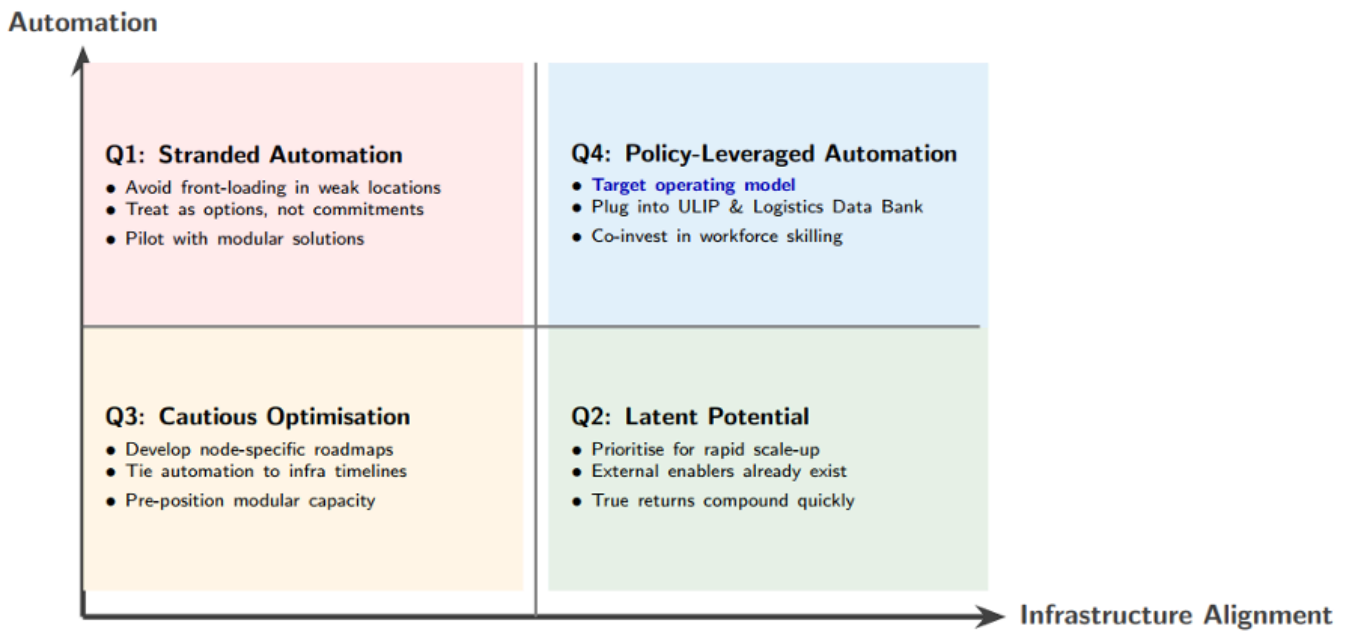 Automation
Q1: Stranded Automation
● Avoid front-loading in weak locations
● Treat as options, not commitments
● Pilot with modular solutions
Q4: Policy-Leveraged Automation
● Target operating model
● Plug into ULIP & Logistics Data Bank
● Co-invest in workforce skilling
Q3: Cautious Optimisation
● Develop node-specific roadmaps
● Tie automation to infra timelines
● Pre-position modular capacity
Q2: Latent Potential
● Prioritise for rapid scale-up
● External enablers already exist
● True returns compound quickly
Infrastructure Alignment